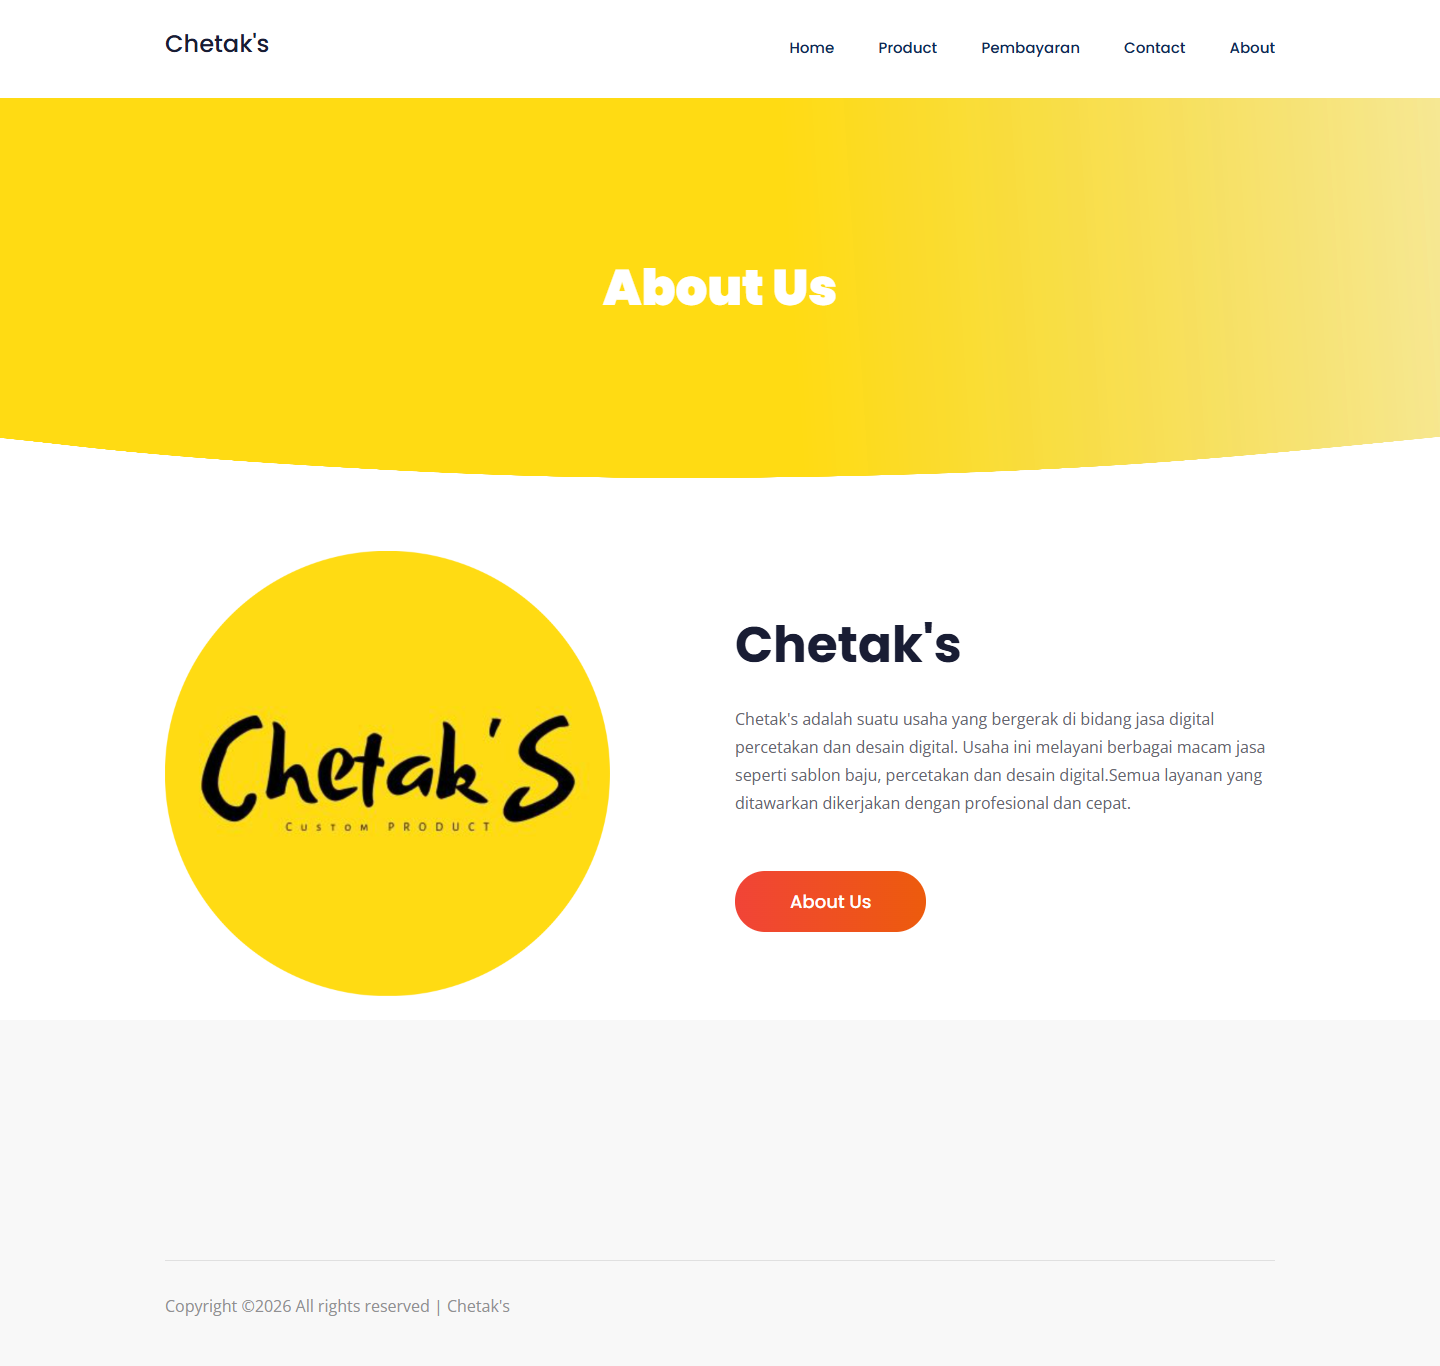 Chetak's
Home Product Pembayaran Contact About
About Us
Chetak'S
CUSTOM PRODUCT
Chetak's
Chetak's adalah suatu usaha yang bergerak di bidang jasa digital
percetakan dan desain digital. Usaha ini melayani berbagai macam jasa
seperti sablon baju, percetakan dan desain digital.Semua layanan yang
ditawarkan dikerjakan dengan profesional dan cepat.
About Us
Copyright ©2026 All rights reserved | Chetak's